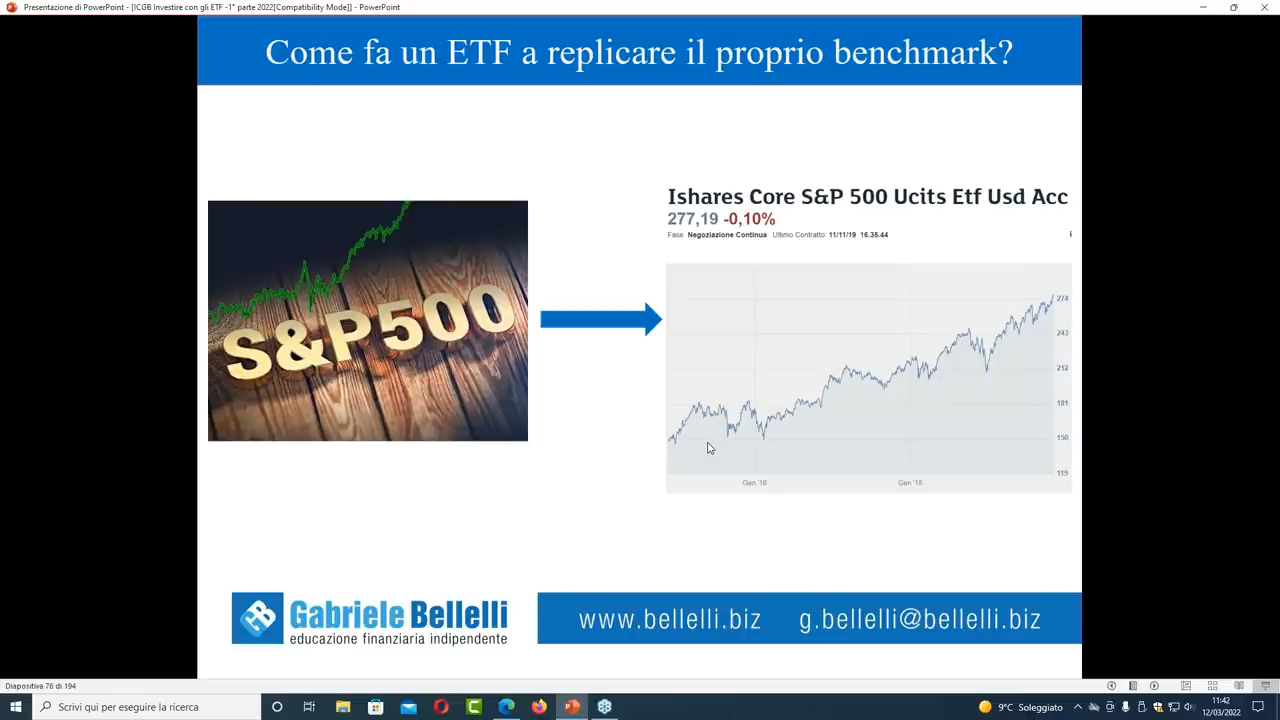 Presentazione di PowerPoint - [ICGB Investire con gli ETF -1° parte 2022[Compatibility Mode]] - PowerPoint
Come fa un ETF a replicare il proprio benchmark?
S&P500
Ishares Core S&P 500 Ucits Etf Usd Acc
277,19 -0,10%
Fase Negoziazione Continua Ultimo Contratto: 11/11/19 16.35.44
274
243
212
181
150
119
Gen '16
Gen '18
Gabriele Bellelli
educazione finanziaria indipendente
www.bellelli.biz g.bellelli@bellelli.biz
Diapositiva 76 di 194
Scrivi qui per eseguire la ricerca
9°C Soleggiato
11:42
12/03/2022